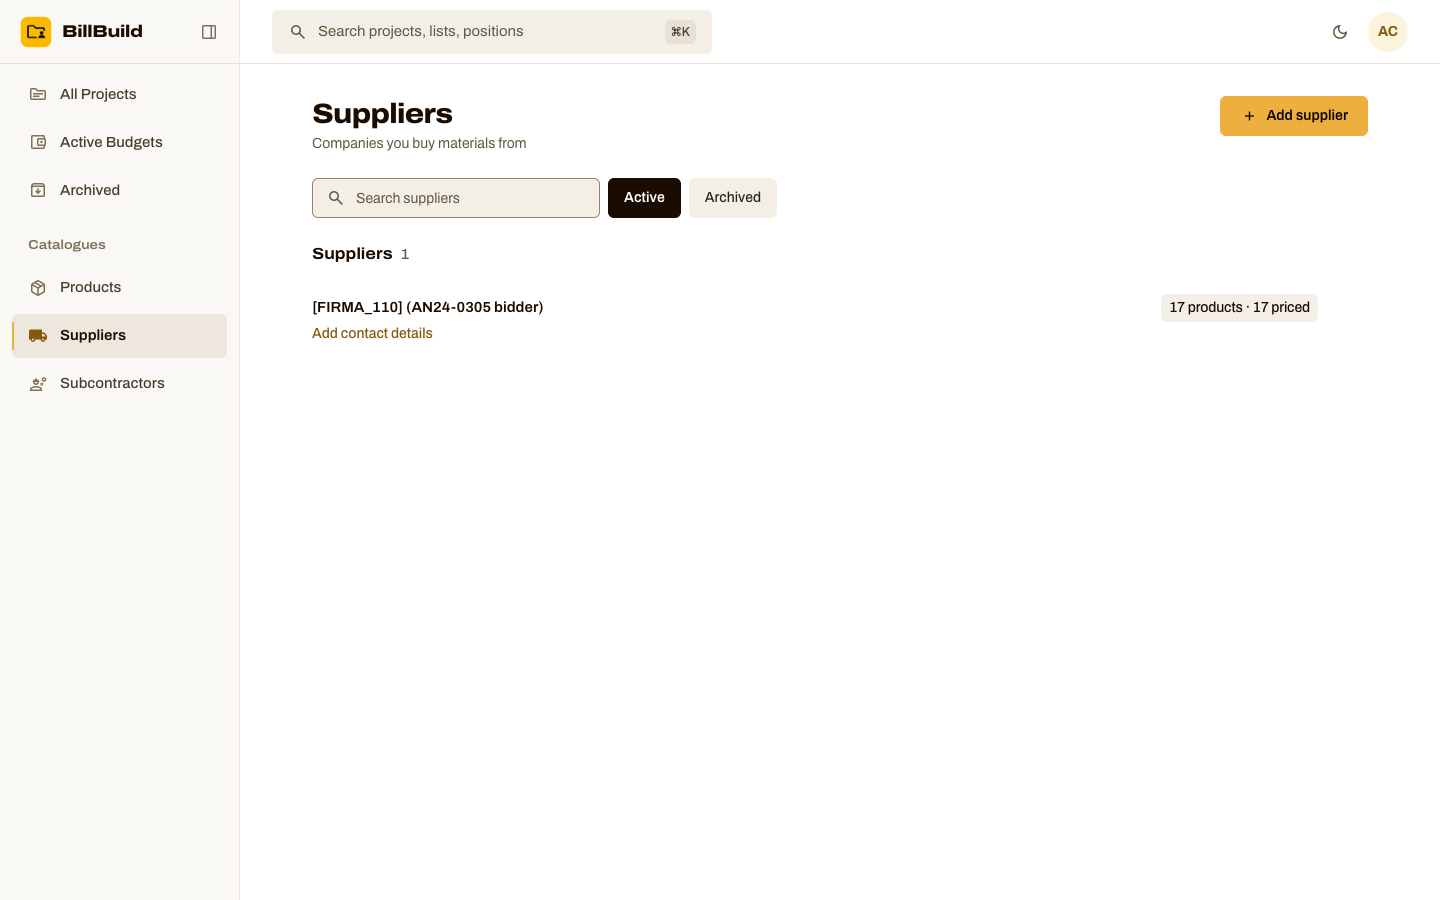 BillBuild
Search projects, lists, positions
⌘K
AC
All Projects
Active Budgets
Archived
Catalogues
Products
Suppliers
Subcontractors
Suppliers
Companies you buy materials from
Add supplier
Search suppliers
Active
Archived
Suppliers 1
[FIRMA_110] (AN24-0305 bidder)
17 products · 17 priced
Add contact details